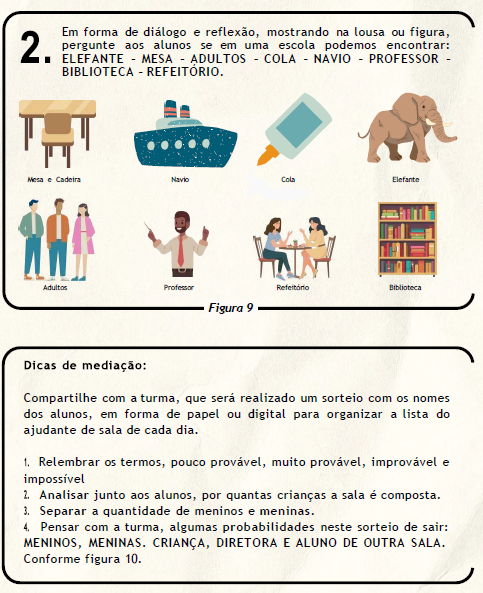 2. Em forma de diálogo e reflexão, mostrando na lousa ou figura,
pergunte aos alunos se em uma escola podemos encontrar:
ELEFANTE – MESA – ADULTOS – COLA – NAVIO – PROFESSOR –
BIBLIOTECA – REFEITÓRIO.
Mesa e Cadeira
Navio
Cola
Elefante
Adultos
Professor
Refeitório
Biblioteca
Figura 9
Dicas de mediação:
Compartilhe com a turma, que será realizado um sorteio com os nomes
dos alunos, em forma de papel ou digital para organizar a lista do
ajudante de sala de cada dia.
1. Relembrar os termos, pouco provável, muito provável, improvável e
impossível
2. Analisar junto aos alunos, por quantas crianças a sala é composta.
3. Separar a quantidade de meninos e meninas.
4. Pensar com a turma, algumas probabilidades neste sorteio de sair:
MENINOS, MENINAS. CRIANÇA, DIRETORA E ALUNO DE OUTRA SALA.
Conforme figura 10.